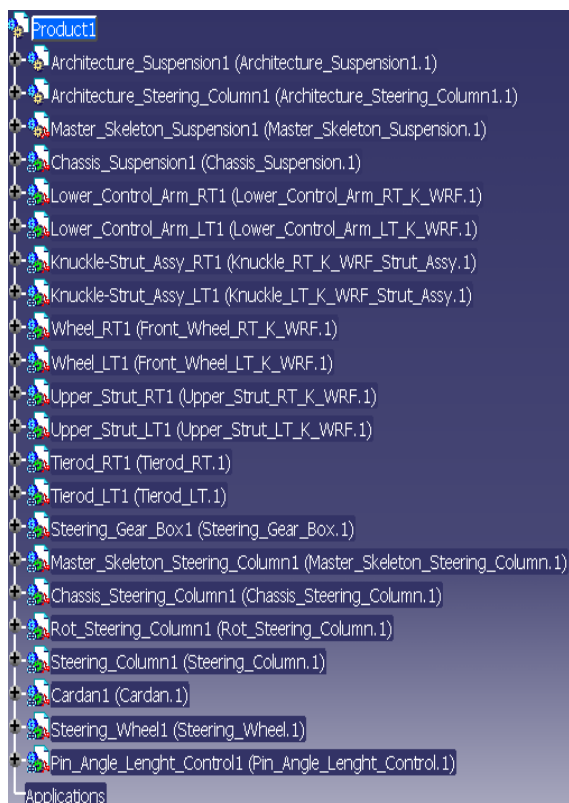 Product1
Architecture_Suspension1 (Architecture_Suspension1.1)
Architecture_Steering_Column1 (Architecture_Steering_Column1.1)
Master_Skeleton_Suspension1 (Master_Skeleton_Suspension.1)
Chassis_Suspension1 (Chassis_Suspension.1)
Lower_Control_Arm_RT1 (Lower_Control_Arm_RT_K_WRF.1)
Lower_Control_Arm_LT1 (Lower_Control_Arm_LT_K_WRF.1)
Knuckle-Strut_Assy_RT1 (Knuckle_RT_K_WRF_Strut_Assy.1)
Knuckle-Strut_Assy_LT1 (Knuckle_LT_K_WRF_Strut_Assy.1)
Wheel_RT1 (Front_Wheel_RT_K_WRF.1)
Wheel_LT1 (Front_Wheel_LT_K_WRF.1)
Upper_Strut_RT1 (Upper_Strut_RT_K_WRF.1)
Upper_Strut_LT1 (Upper_Strut_LT_K_WRF.1)
Tierod_RT1 (Tierod_RT.1)
Tierod_LT1 (Tierod_LT.1)
Steering_Gear_Box1 (Steering_Gear_Box.1)
Master_Skeleton_Steering_Column1 (Master_Skeleton_Steering_Column.1)
Chassis_Steering_Column1 (Chassis_Steering_Column.1)
Rot_Steering_Column1 (Rot_Steering_Column.1)
Steering_Column1 (Steering_Column.1)
Cardan1 (Cardan.1)
Steering_Wheel1 (Steering_Wheel.1)
Pin_Angle_Lenght_Control1 (Pin_Angle_Lenght_Control.1)
Applications